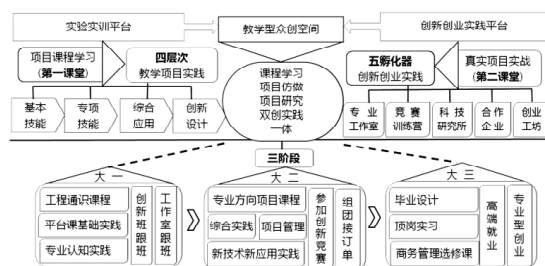 实验实训平台
教学型众创空间
创新创业实践平台
项目课程学习
(第一课堂)
四层次
教学项目实践
课程学习
项目仿做
项目研究
双创实践
一体
五孵化器
创新创业实践
真实项目实战
(第二课堂)
基本
技能
专项
技能
综合
应用
创新
设计
专业
工作室
竞赛
训练营
科技
研究所
合作
企业
创业
工坊
三阶段
大一
工程通识课程
平台课基础实践
专业认知实践
创新班跟班
工作室跟班
大二
专业方向项目课程
综合实践
项目管理
新技术新应用实践
参加创新竞赛
组团接订单
大三
毕业设计
顶岗实习
商务管理选修课
高端就业
专业型创业